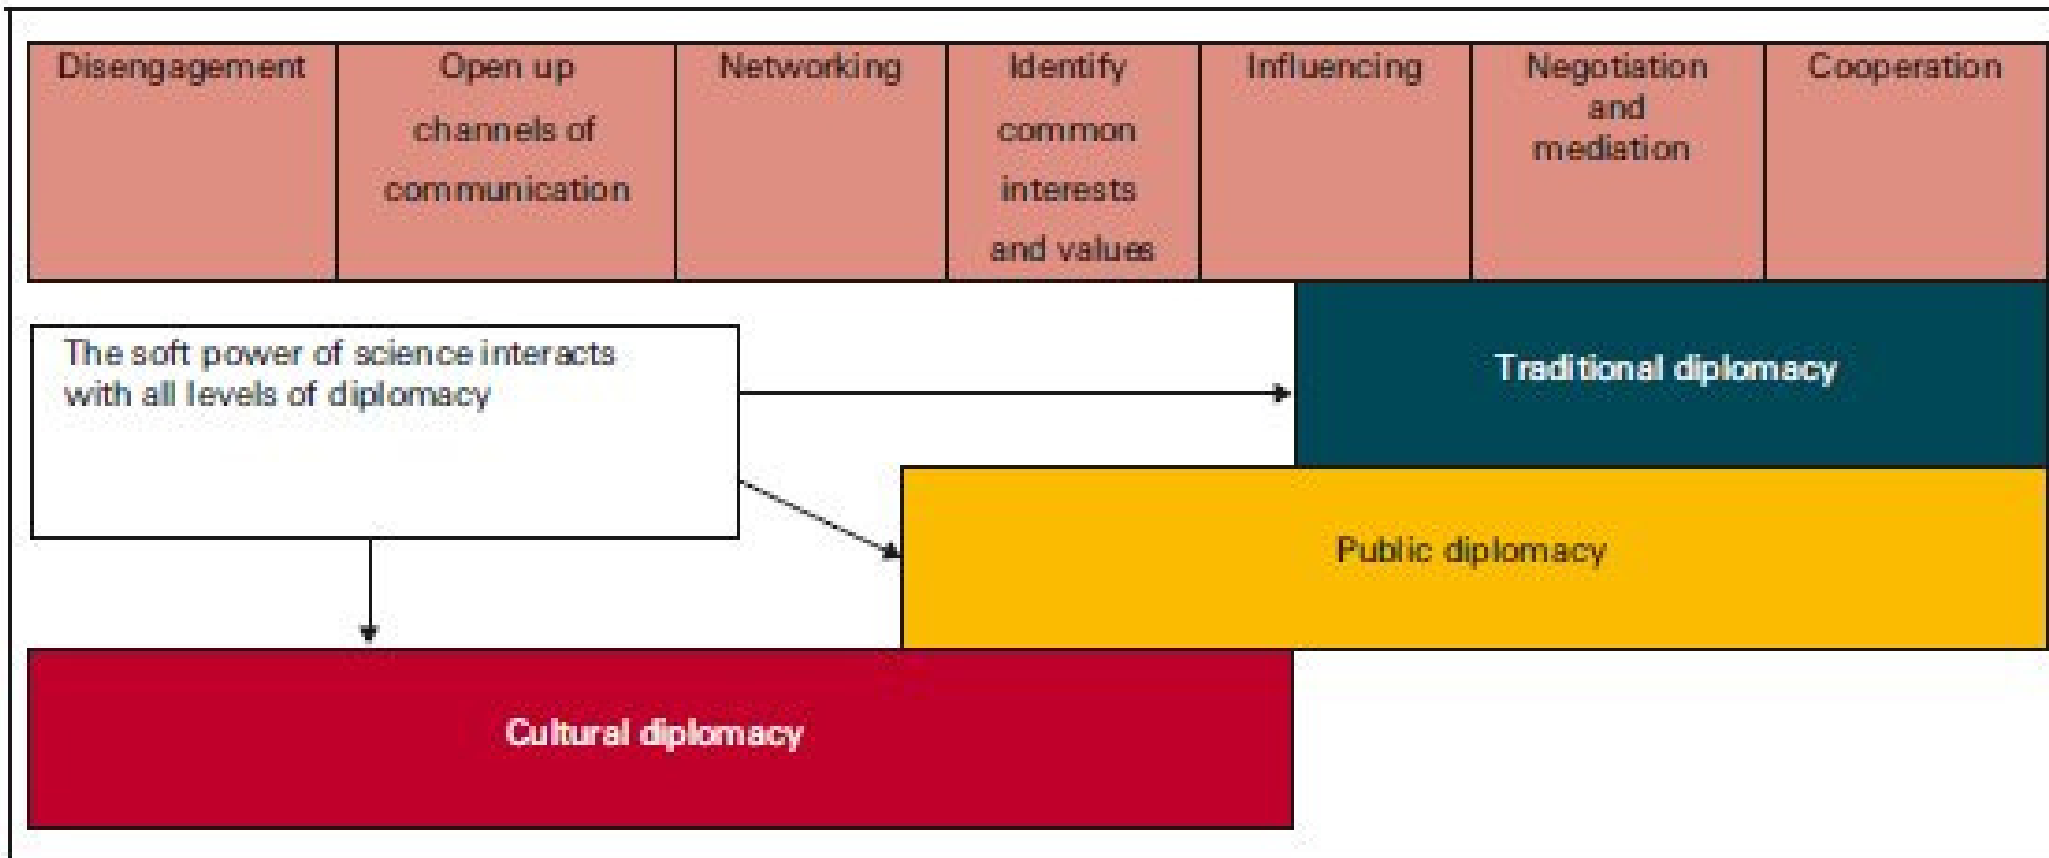 Disengagement
Open up
channels of
communication
Networking
Identify
common
interests
and values
Influencing
Negotiation
and
mediation
Cooperation
The soft power of science interacts
with all levels of diplomacy
Traditional diplomacy
Public diplomacy
Cultural diplomacy